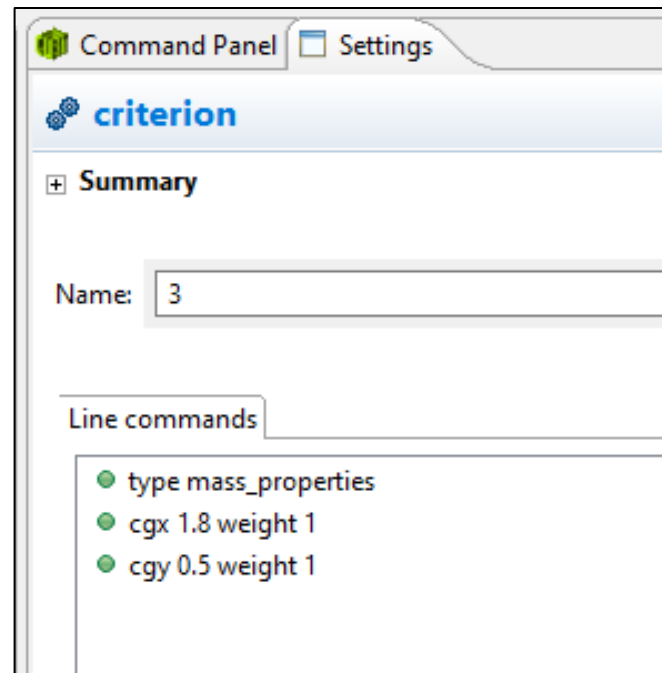 Command Panel Settings
criterion
Summary
Name: 3
Line commands
type mass_properties
cgx 1.8 weight 1
cgy 0.5 weight 1